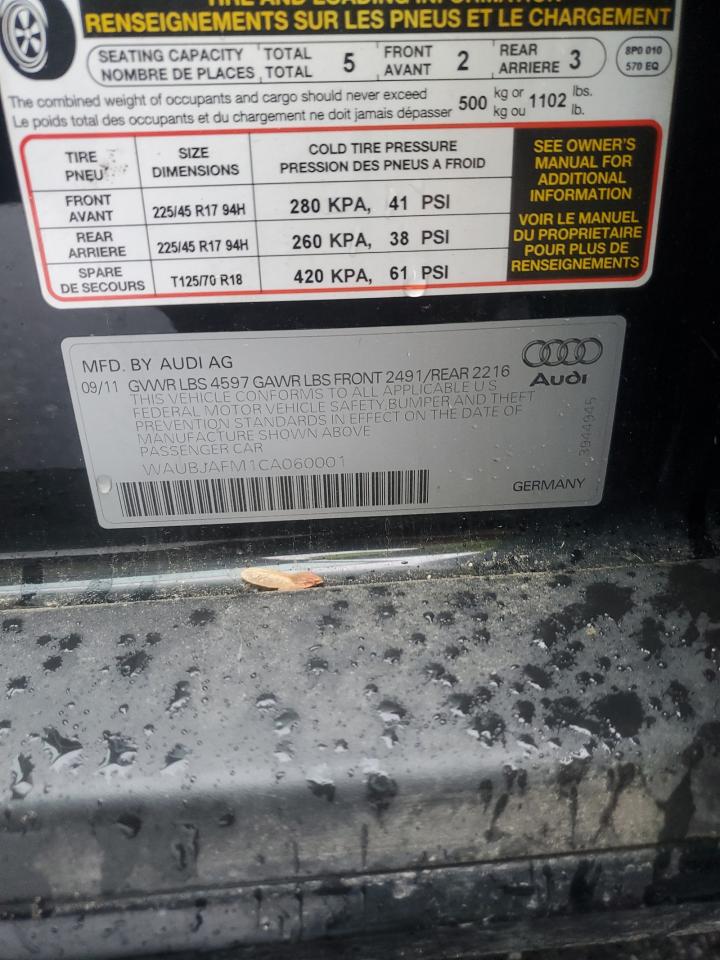 TIRE AND LOADING INFORMATION
RENSEIGNEMENTS SUR LES PNEUS ET LE CHARGEMENT
SEATING CAPACITY TOTAL 5 FRONT 2 REAR 3
NOMBRE DE PLACES TOTAL AVANT ARRIERE
8P0 010
570 EQ
The combined weight of occupants and cargo should never exceed 500 kg or 1102 lbs.
Le poids total des occupants et du chargement ne doit jamais dépasser kg ou lb.
TIRE SIZE COLD TIRE PRESSURE
PNEU DIMENSIONS PRESSION DES PNEUS A FROID
FRONT
AVANT 225/45 R17 94H 280 KPA, 41 PSI
REAR
ARRIERE 225/45 R17 94H 260 KPA, 38 PSI
SPARE
DE SECOURS T125/70 R18 420 KPA, 61 PSI
SEE OWNER'S
MANUAL FOR
ADDITIONAL
INFORMATION
VOIR LE MANUEL
DU PROPRIETAIRE
POUR PLUS DE
RENSEIGNEMENTS
MFD. BY AUDI AG
09/11 GVWR LBS 4597 GAWR LBS FRONT 2491/REAR 2216
THIS VEHICLE CONFORMS TO ALL APPLICABLE U S
FEDERAL MOTOR VEHICLE SAFETY,BUMPER AND THEFT
PREVENTION STANDARDS IN EFFECT ON THE DATE OF
MANUFACTURE SHOWN ABOVE
PASSENGER CAR
WAUBJAFM1CA060001
Audi
3944945
GERMANY